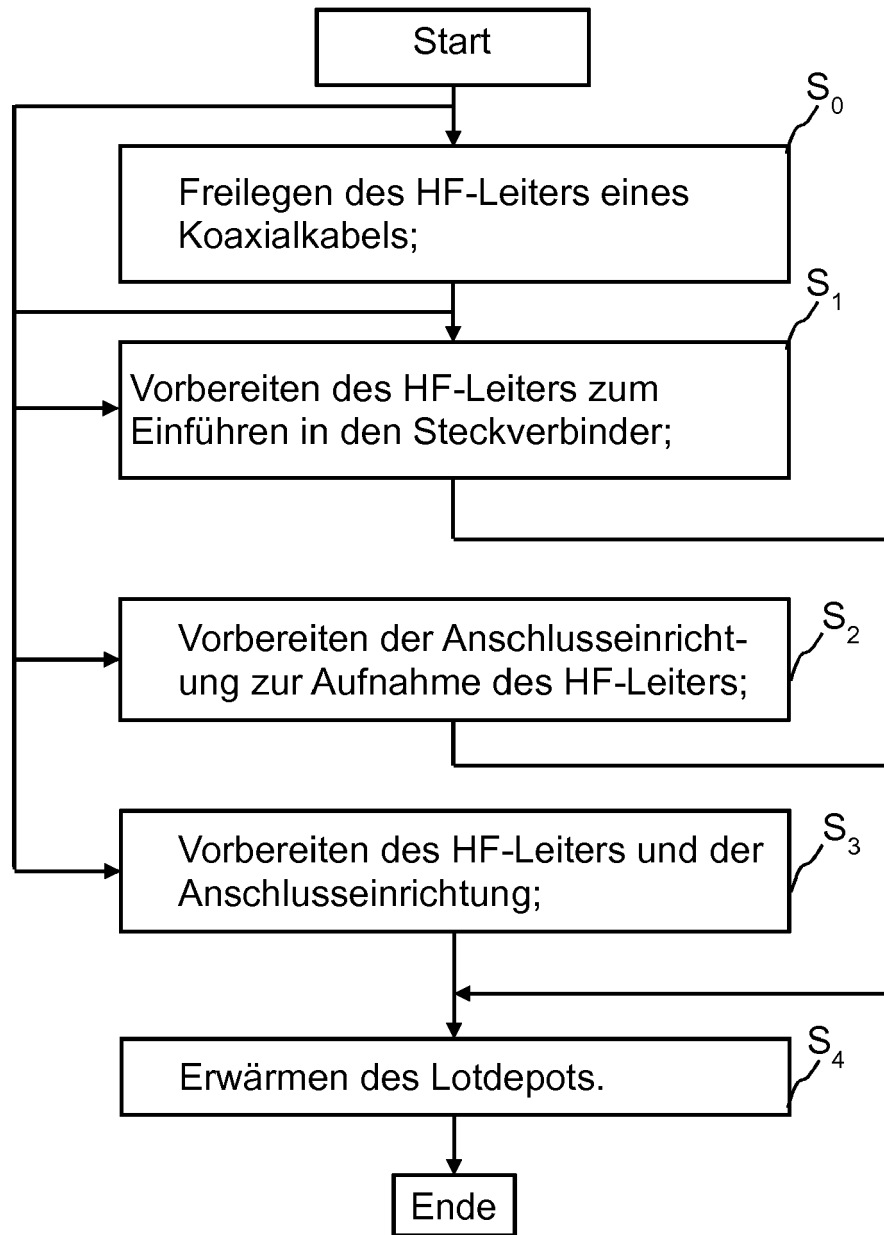 Start
S0
Freilegen des HF-Leiters eines
Koaxialkabels;
S1
Vorbereiten des HF-Leiters zum
Einführen in den Steckverbinder;
S2
Vorbereiten der Anschlusseinricht-
ung zur Aufnahme des HF-Leiters;
S3
Vorbereiten des HF-Leiters und der
Anschlusseinrichtung;
S4
Erwärmen des Lotdepots.
Ende